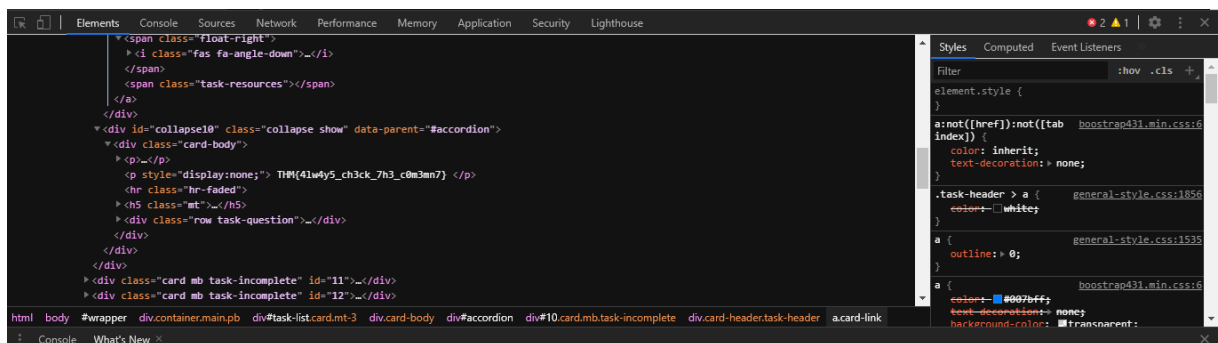 Elements Console Sources Network Performance Memory Application Security Lighthouse 2 1
<span class="float-right">
<i class="fas fa-angle-down">…</i>
</span>
<span class="task-resources"></span>
</a>
</div>
<div id="collapse10" class="collapse show" data-parent="#accordion">
<div class="card-body">
<p>…</p>
<p style="display:none;"> THM{4lw4y5_ch3ck_7h3_c0m3mn7} </p>
<hr class="hr-faded">
<h5 class="mt">…</h5>
<div class="row task-question">…</div>
</div>
</div>
</div>
<div class="card mb task-incomplete" id="11">…</div>
<div class="card mb task-incomplete" id="12">…</div>
html body #wrapper div.container.main.pb div#task-list.card.mt-3 div.card-body div#accordion div#10.card.mb.task-incomplete div.card-header.task-header a.card-link
Styles Computed Event Listeners
Filter :hov .cls +
element.style {
}
a:not([href]):not([tab boostrap431.min.css:6
index]) {
color: inherit;
text-decoration: none;
}
.task-header > a { general-style.css:1856
color: white;
}
a { general-style.css:1535
outline: 0;
}
a { boostrap431.min.css:6
color: #007bff;
text-decoration: none;
background-color: transparent;
Console What's New ×